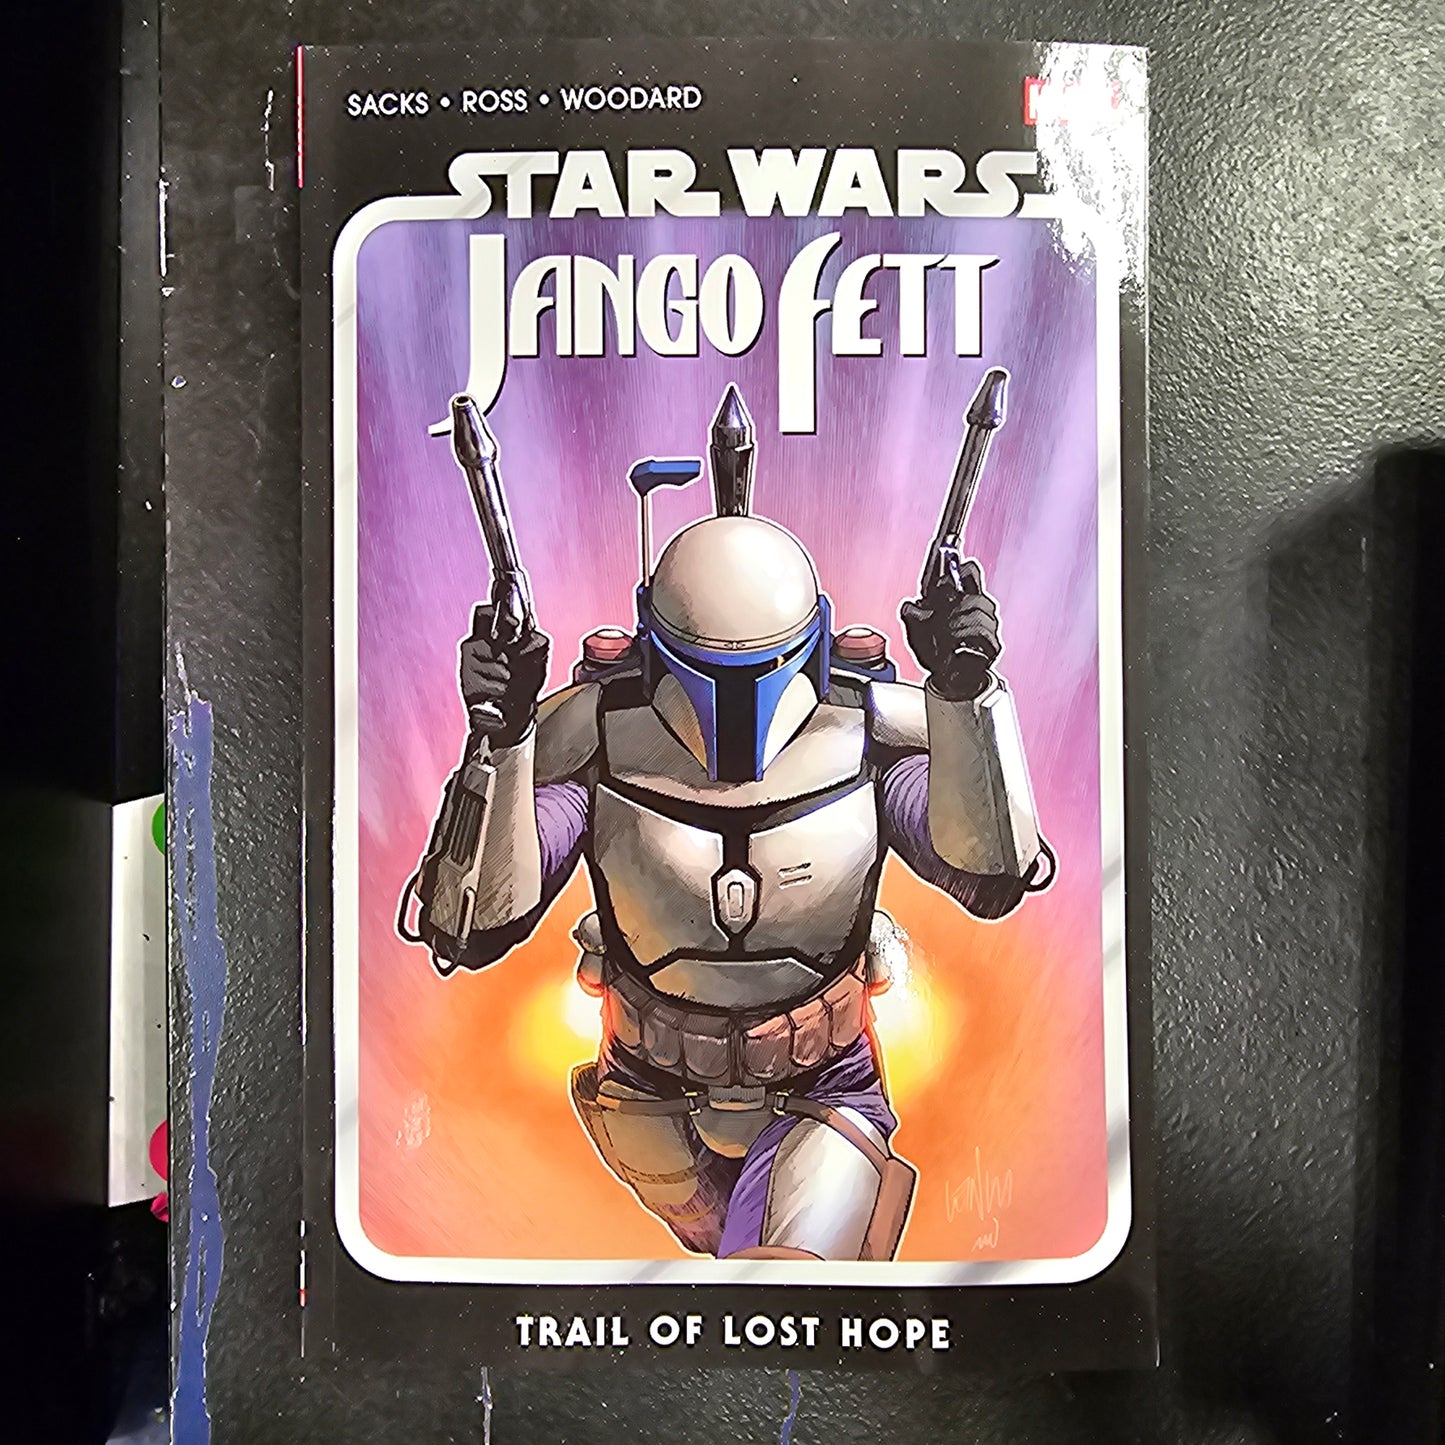 SACKS • ROSS • WOODARD
STAR WARS
JANGO FETT
TRAIL OF LOST HOPE